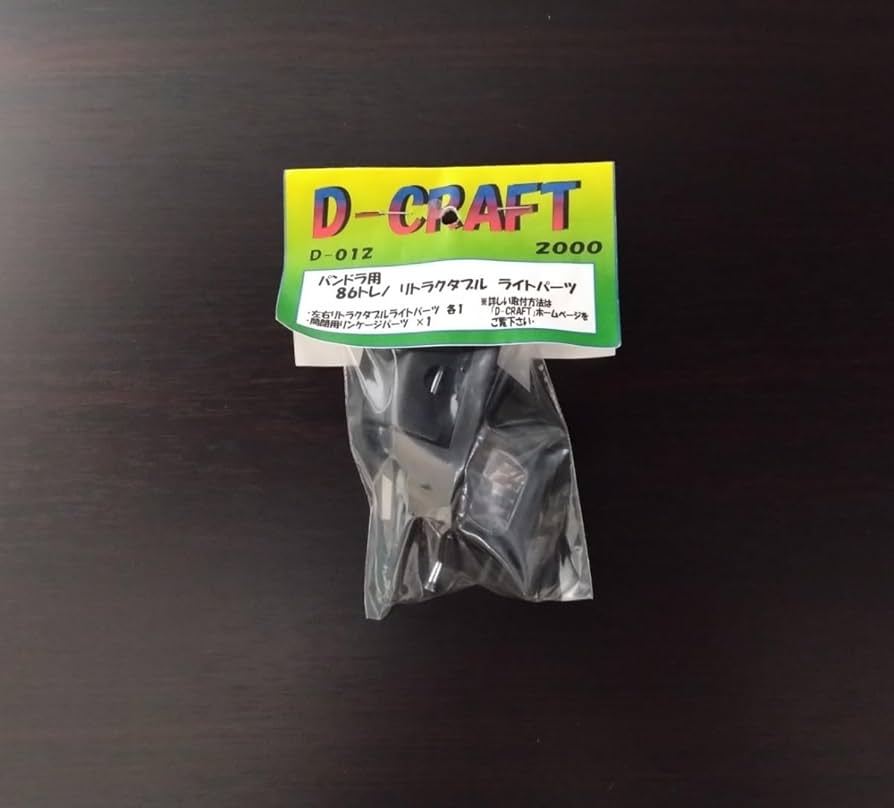 D-CRAFT
D-012 2000
パンドラ用
86トレノ リトラクタブル ライトパーツ
・左右リトラクタブルライトパーツ 各1
・開閉用リンケージパーツ ×1
※詳しい取付方法は
「D-CRAFT」ホームページを
ご覧下さい。